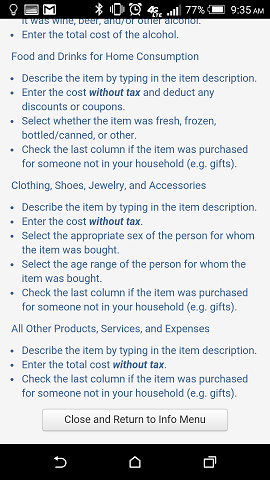 77% 9:35 AM
it was wine, beer, and/or other alcohol.
• Enter the total cost of the alcohol.
Food and Drinks for Home Consumption
• Describe the item by typing in the item description.
• Enter the cost without tax and deduct any
discounts or coupons.
• Select whether the item was fresh, frozen,
bottled/canned, or other.
• Check the last column if the item was purchased
for someone not in your household (e.g. gifts).
Clothing, Shoes, Jewelry, and Accessories
• Describe the item by typing in the item description.
• Enter the cost without tax.
• Select the appropriate sex of the person for whom
the item was bought.
• Select the age range of the person for whom the
item was bought.
• Check the last column if the item was purchased
for someone not in your household (e.g. gifts).
All Other Products, Services, and Expenses
• Describe the item by typing in the item description.
• Enter the total cost without tax.
• Check the last column if the item was purchased
for someone not in your household (e.g. gifts).
Close and Return to Info Menu